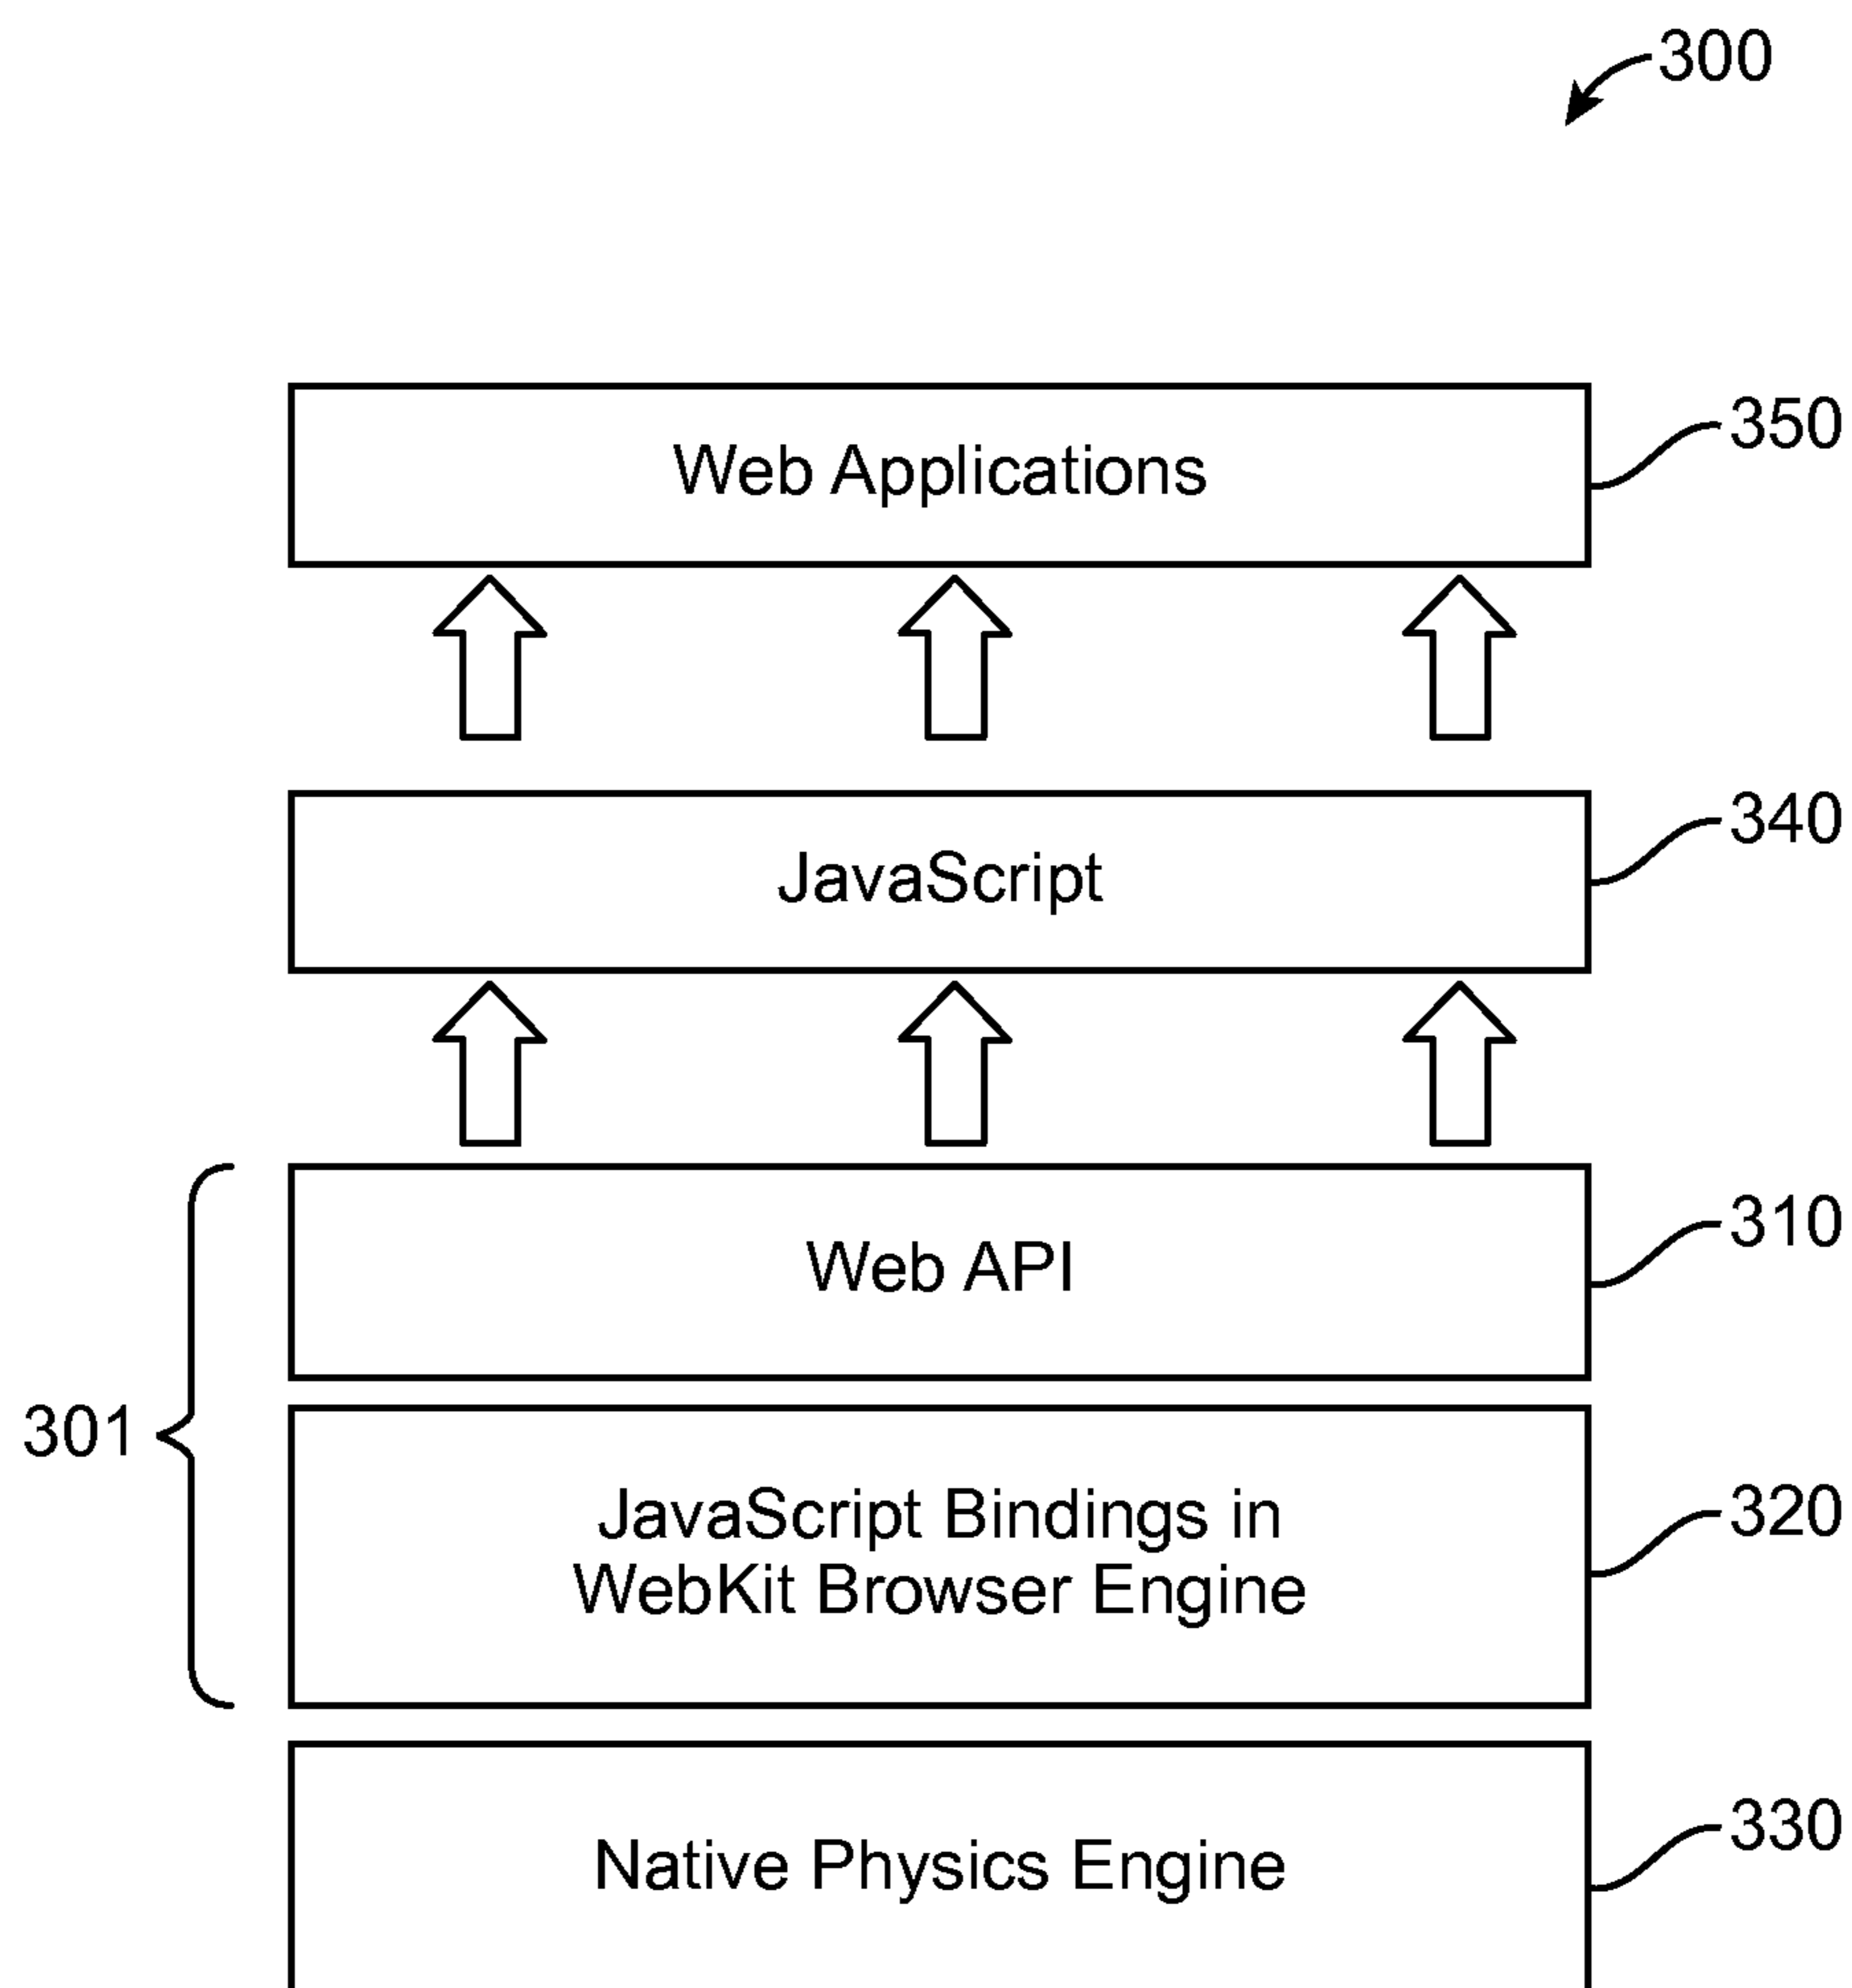 300
Web Applications
350
JavaScript
340
Web API
310
301
JavaScript Bindings in
WebKit Browser Engine
320
Native Physics Engine
330